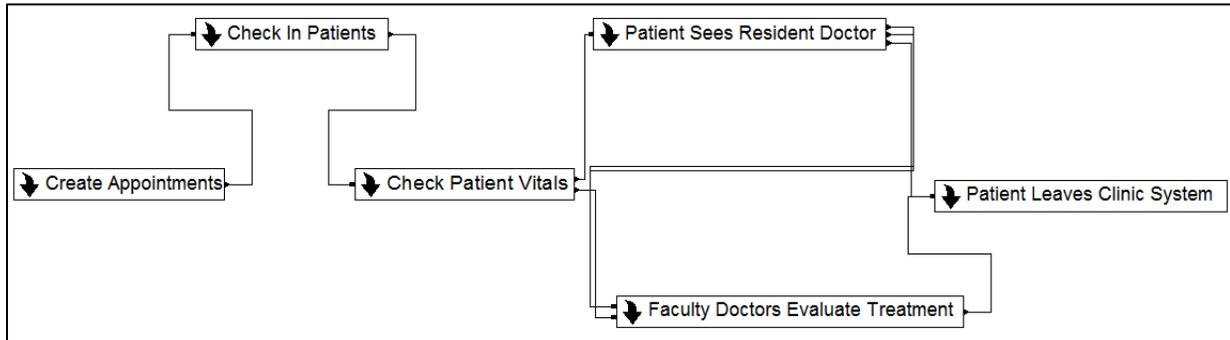 Check In Patients
Patient Sees Resident Doctor
Create Appointments
Check Patient Vitals
Patient Leaves Clinic System
Faculty Doctors Evaluate Treatment